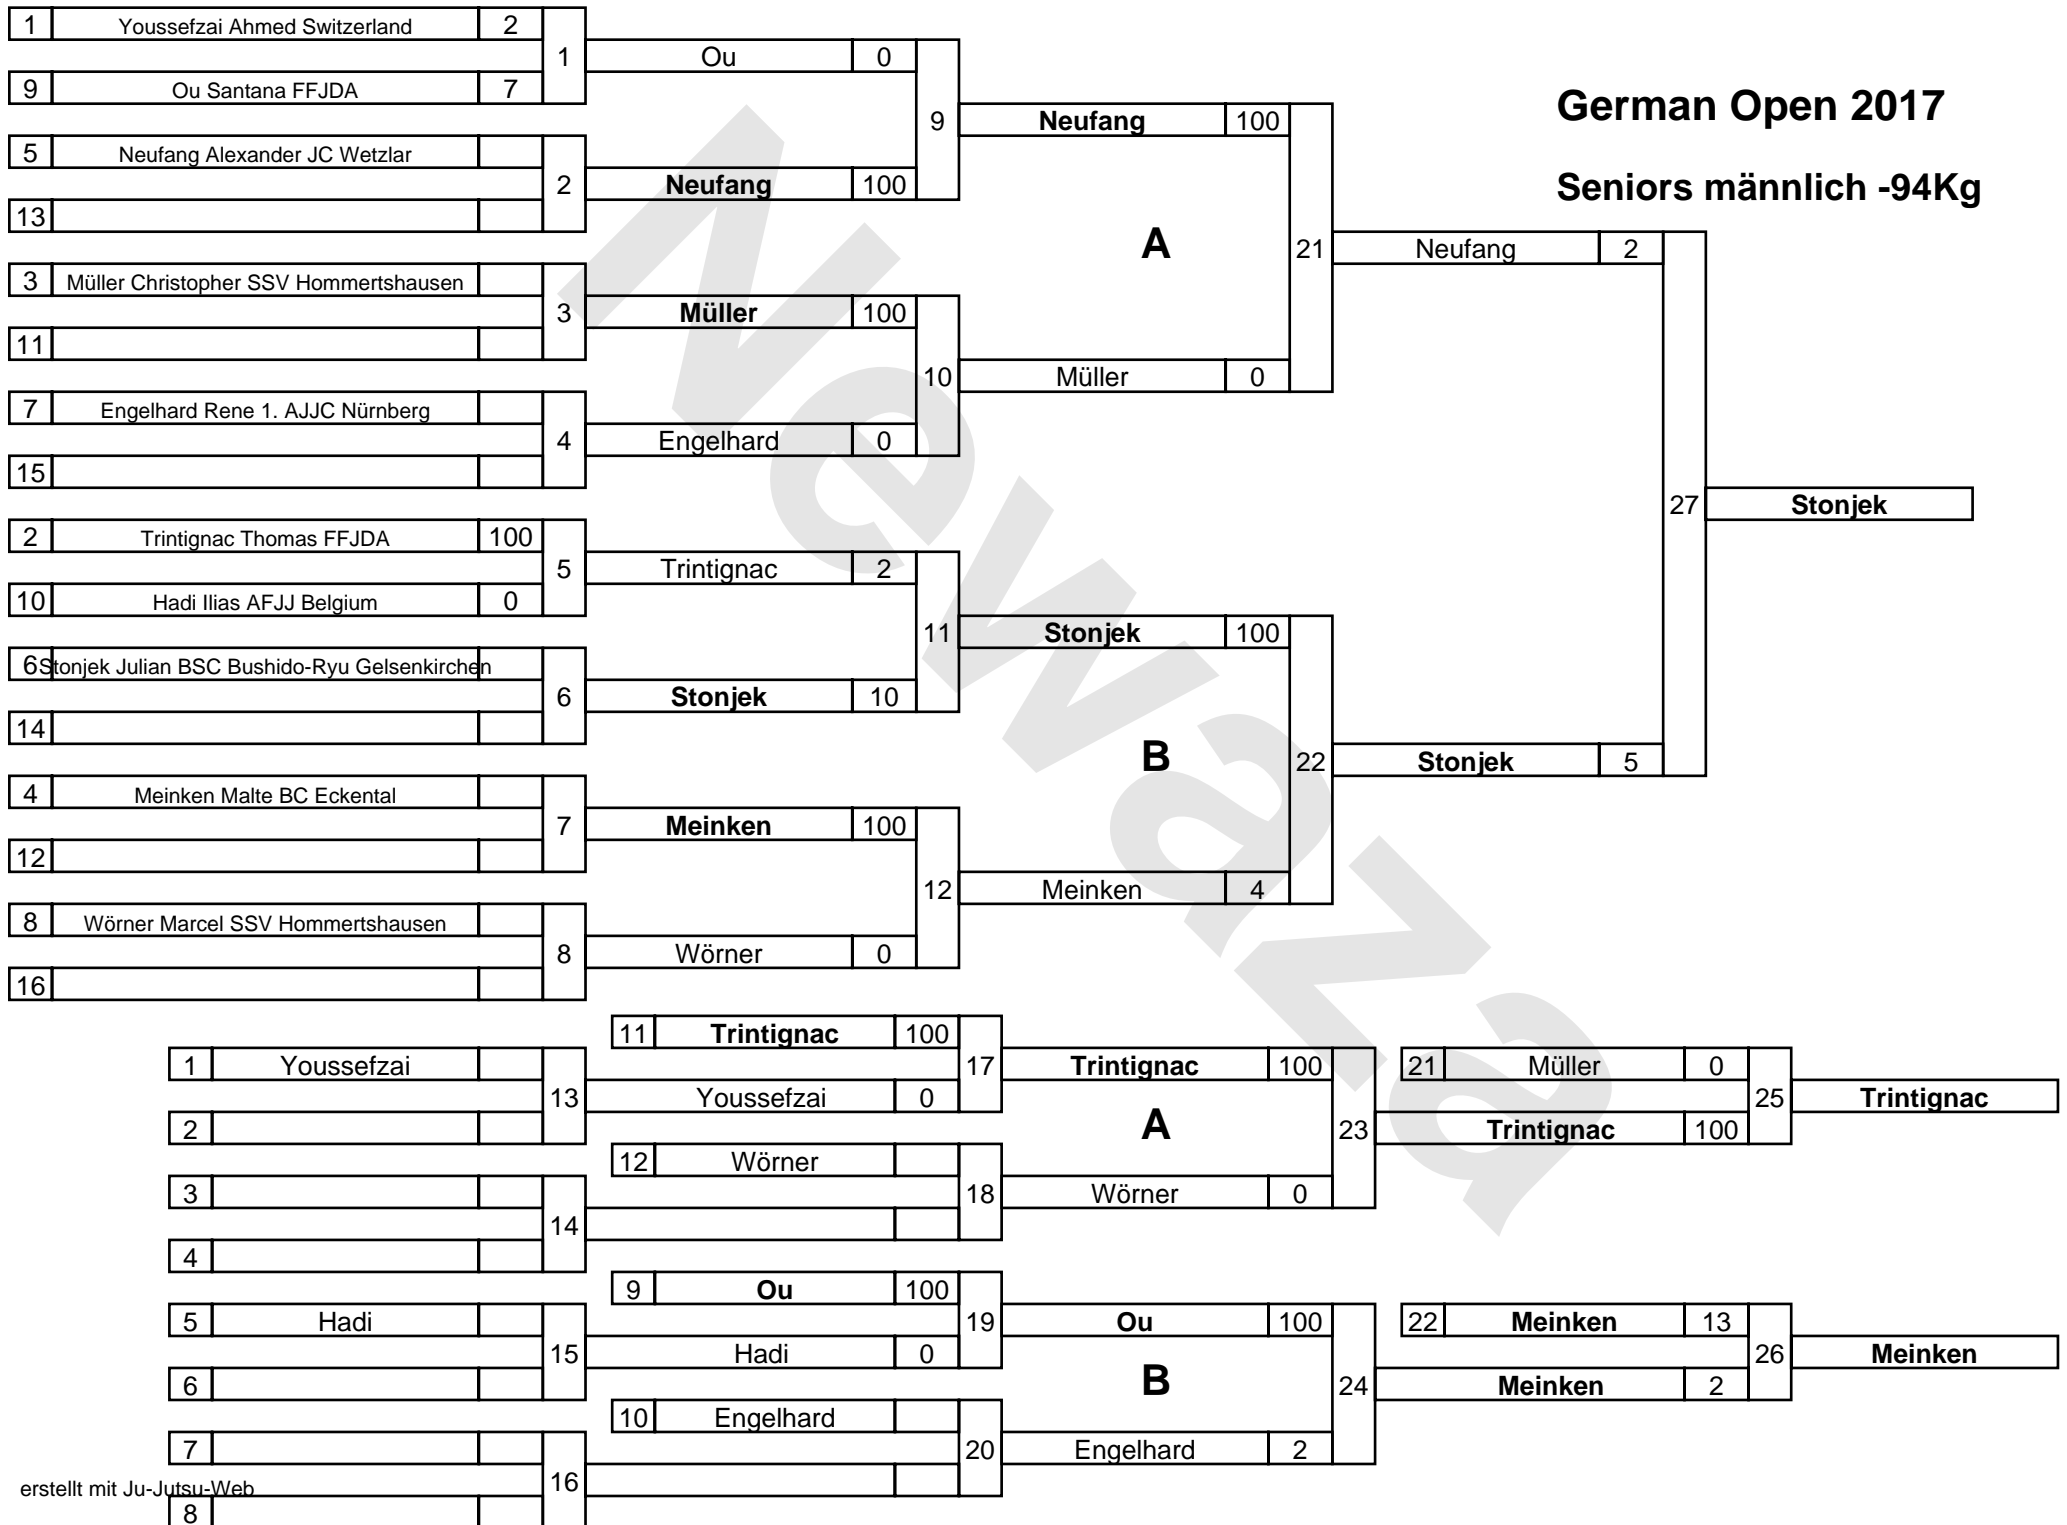 German Open 2017
Seniors männlich -94Kg
Newaza
1 Youssefzai Ahmed Switzerland 2
9 Ou Santana FFJDA 7
1
5 Neufang Alexander JC Wetzlar
13
2
3 Müller Christopher SSV Hommertshausen
11
3
7 Engelhard Rene 1. AJJC Nürnberg
15
4
2 Trintignac Thomas FFJDA 100
10 Hadi Ilias AFJJ Belgium 0
5
6 Stonjek Julian BSC Bushido-Ryu Gelsenkirchen
14
6
4 Meinken Malte BC Eckental
12
7
8 Wörner Marcel SSV Hommertshausen
16
8
Ou 0
Neufang 100
9
Müller 100
Engelhard 0
10
Trintignac 2
Stonjek 10
11
Meinken 100
Wörner 0
12
Neufang 100
A
Müller 0
21
Stonjek 100
B
Meinken 4
22
Neufang 2
Stonjek 5
27
Stonjek
1 Youssefzai
2
13
3
4
14
5 Hadi
6
15
7
8
16
11 Trintignac 100
Youssefzai 0
17
12 Wörner
18
9 Ou 100
Hadi 0
19
10 Engelhard
20
Trintignac 100
A
Wörner 0
23
Ou 100
B
Engelhard 2
24
21 Müller 0
Trintignac 100
25
Trintignac
22 Meinken 13
Meinken 2
26
Meinken
erstellt mit Ju-Jutsu-Web